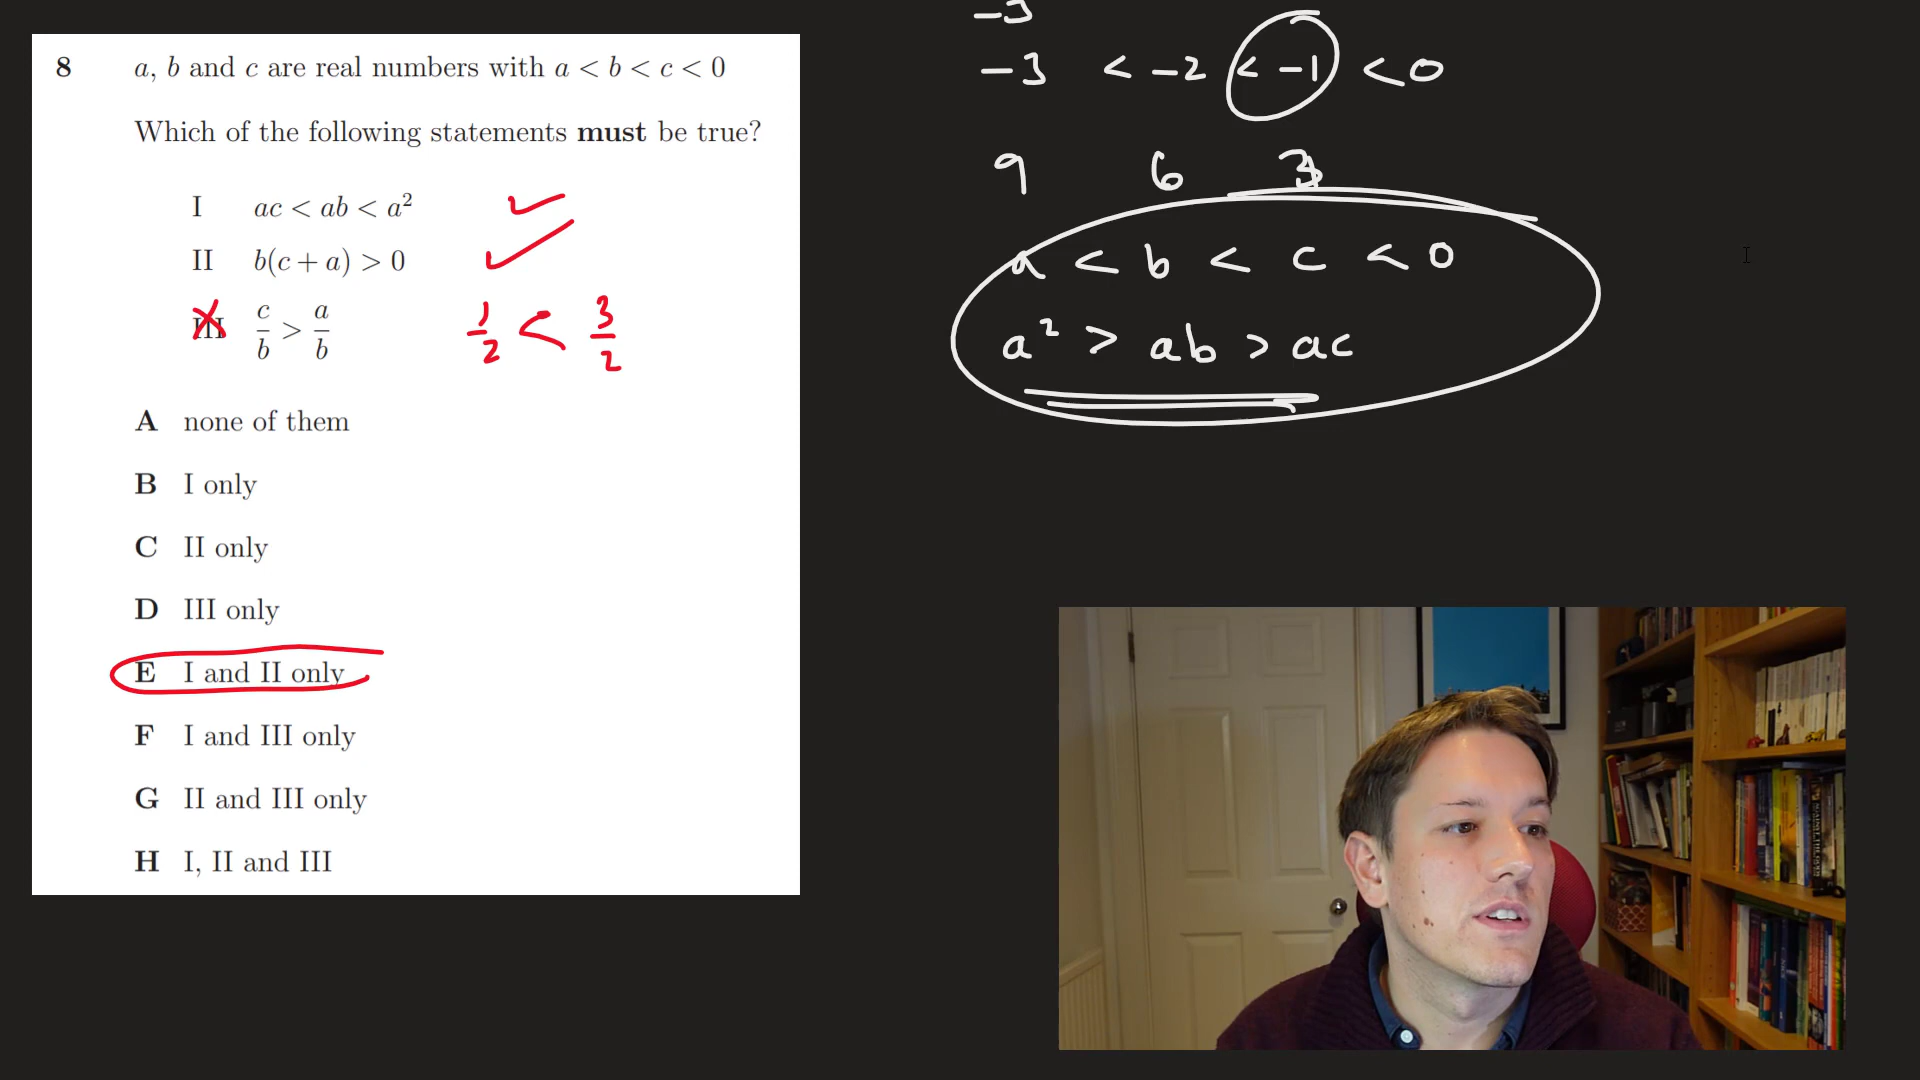 8 a, b and c are real numbers with a < b < c < 0
Which of the following statements must be true?
I ac < ab < a²
II b(c + a) > 0
III c/b > a/b
1/2 < 3/2
A none of them
B I only
C II only
D III only
E I and II only
F I and III only
G II and III only
H I, II and III
−3
−3 < −2 < −1 < 0
9 6 3
a < b < c < 0
a² > ab > ac